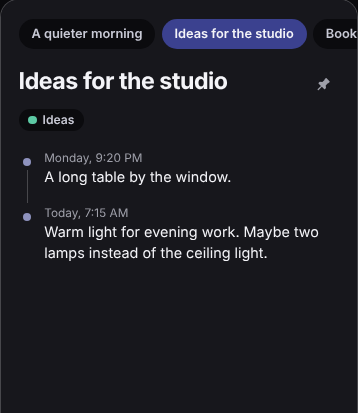 A quieter morning
Ideas for the studio
Book
Ideas for the studio
Ideas
Monday, 9:20 PM
A long table by the window.
Today, 7:15 AM
Warm light for evening work. Maybe two
lamps instead of the ceiling light.